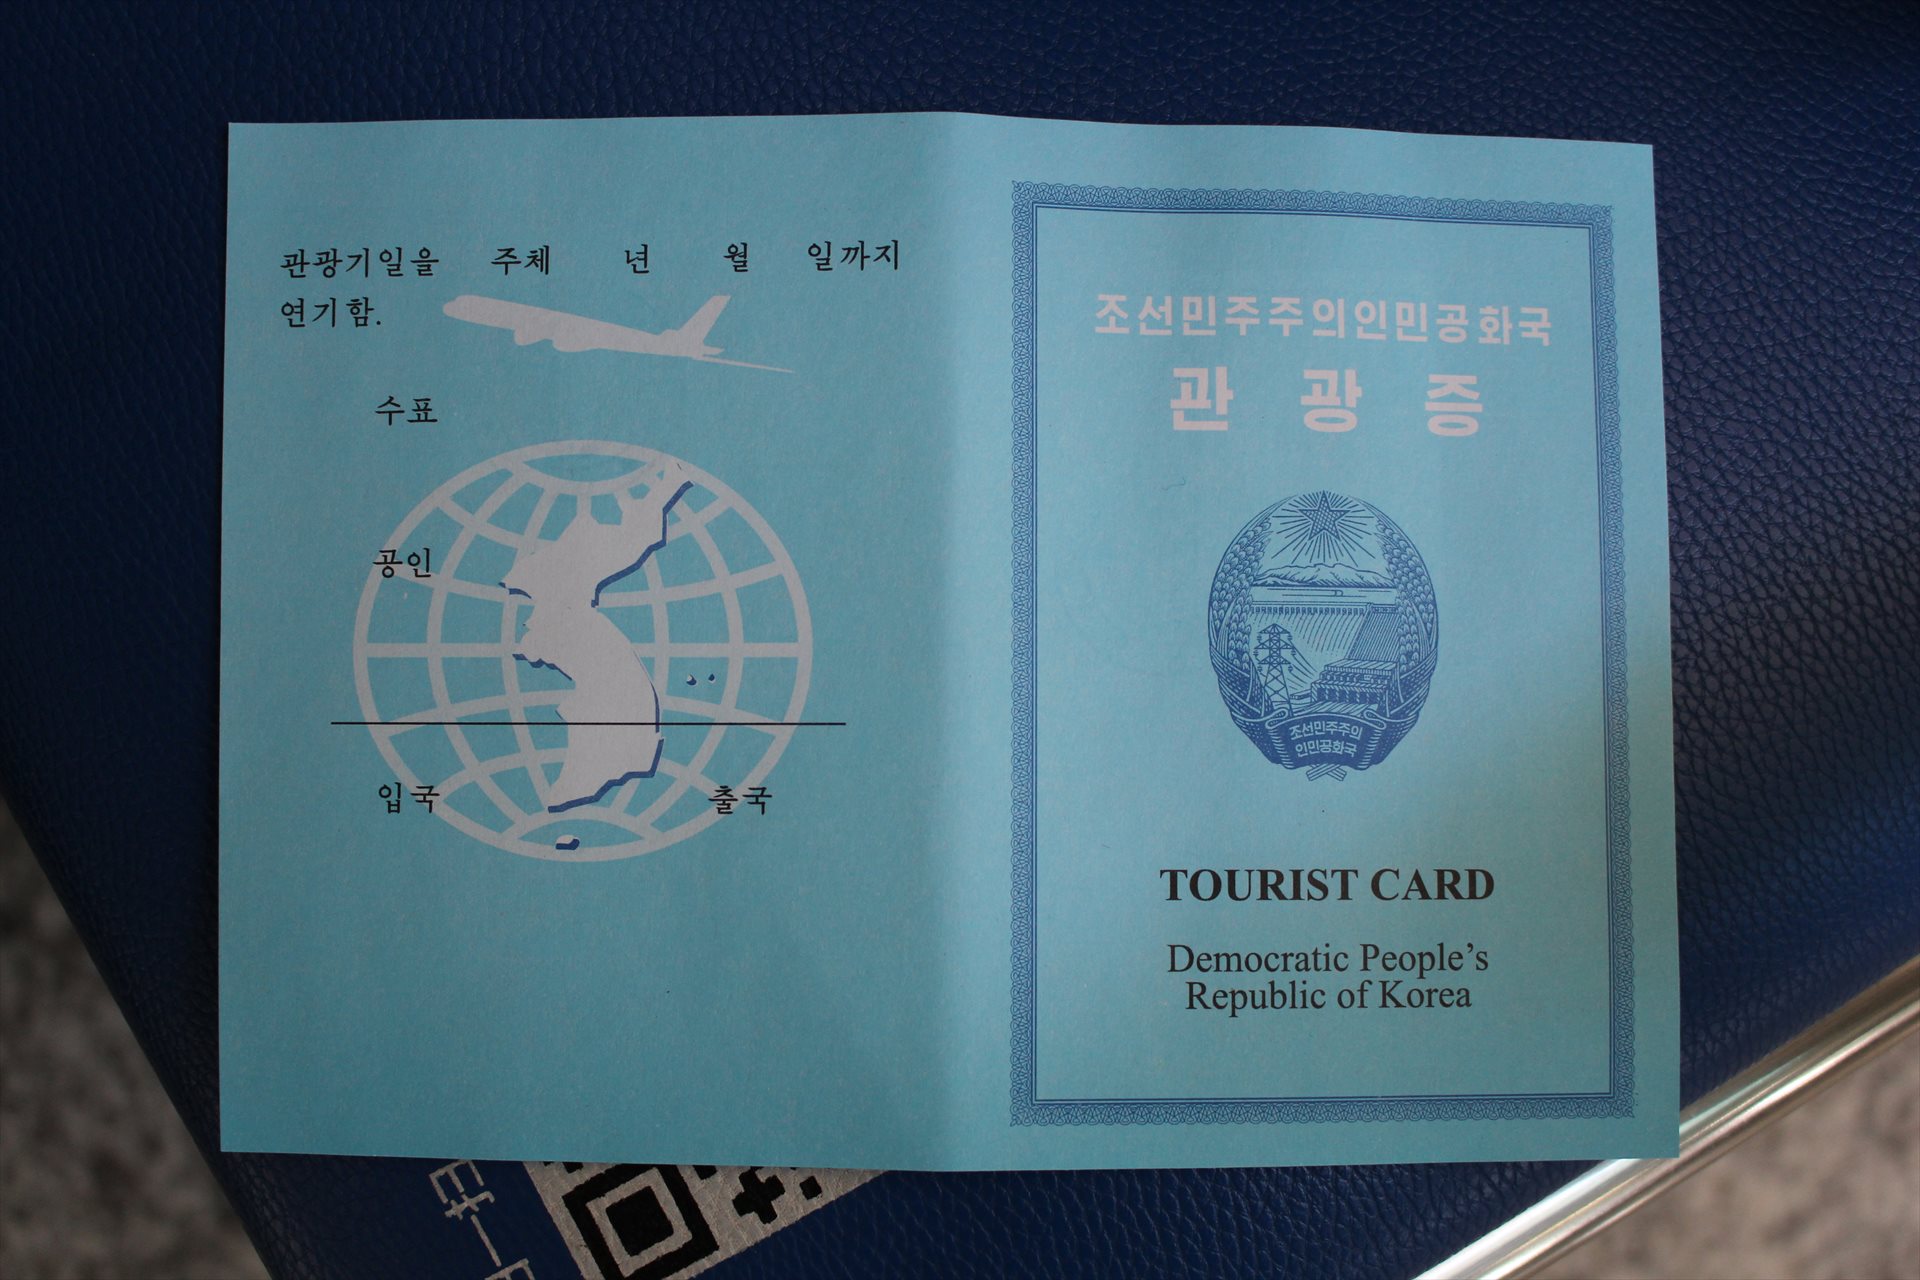 관광기일을 주체 년 월 일까지
연기함.
수표
공인
입국 출국
조선민주주의인민공화국
관 광 증
조선민주주의
인민공화국
TOURIST CARD
Democratic People's
Republic of Korea